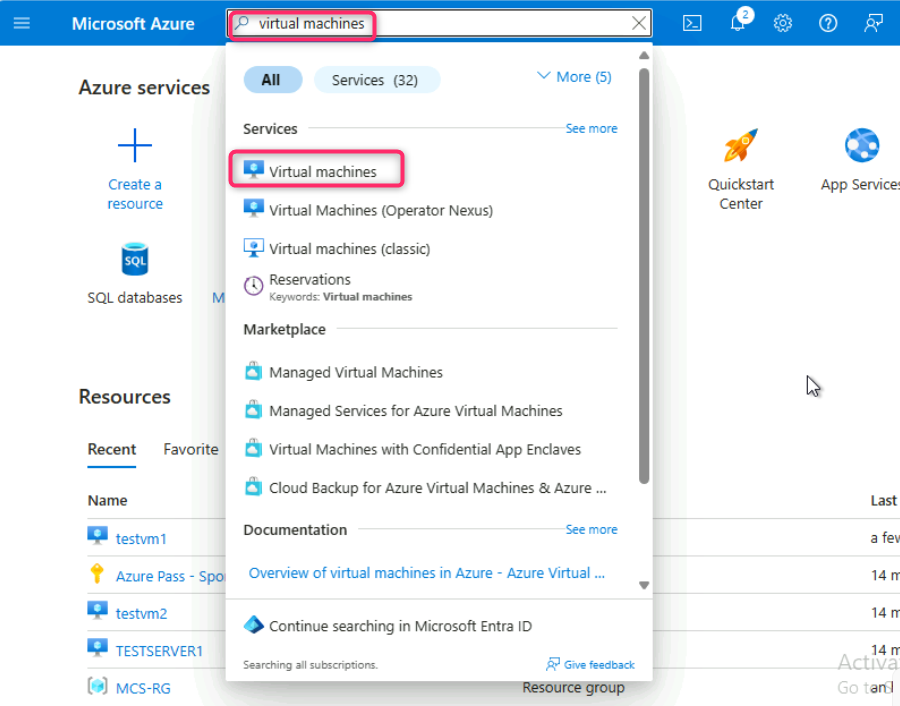 Microsoft Azure
virtual machines
2
All
Services (32)
More (5)
Azure services
Services
See more
Create a
resource
Virtual machines
Virtual Machines (Operator Nexus)
Virtual machines (classic)
Reservations
Keywords: Virtual machines
Quickstart
Center
App Services
SQL
SQL databases
M
Marketplace
Managed Virtual Machines
Managed Services for Azure Virtual Machines
Virtual Machines with Confidential App Enclaves
Cloud Backup for Azure Virtual Machines & Azure ...
Documentation
See more
Overview of virtual machines in Azure - Azure Virtual ...
Continue searching in Microsoft Entra ID
Searching all subscriptions.
Give feedback
Resources
Recent
Favorite
Name
Last
testvm1
a few
Azure Pass - Spo
14 m
testvm2
14 m
TESTSERVER1
14 m
MCS-RG
Resource group
an
Activa
Go to S